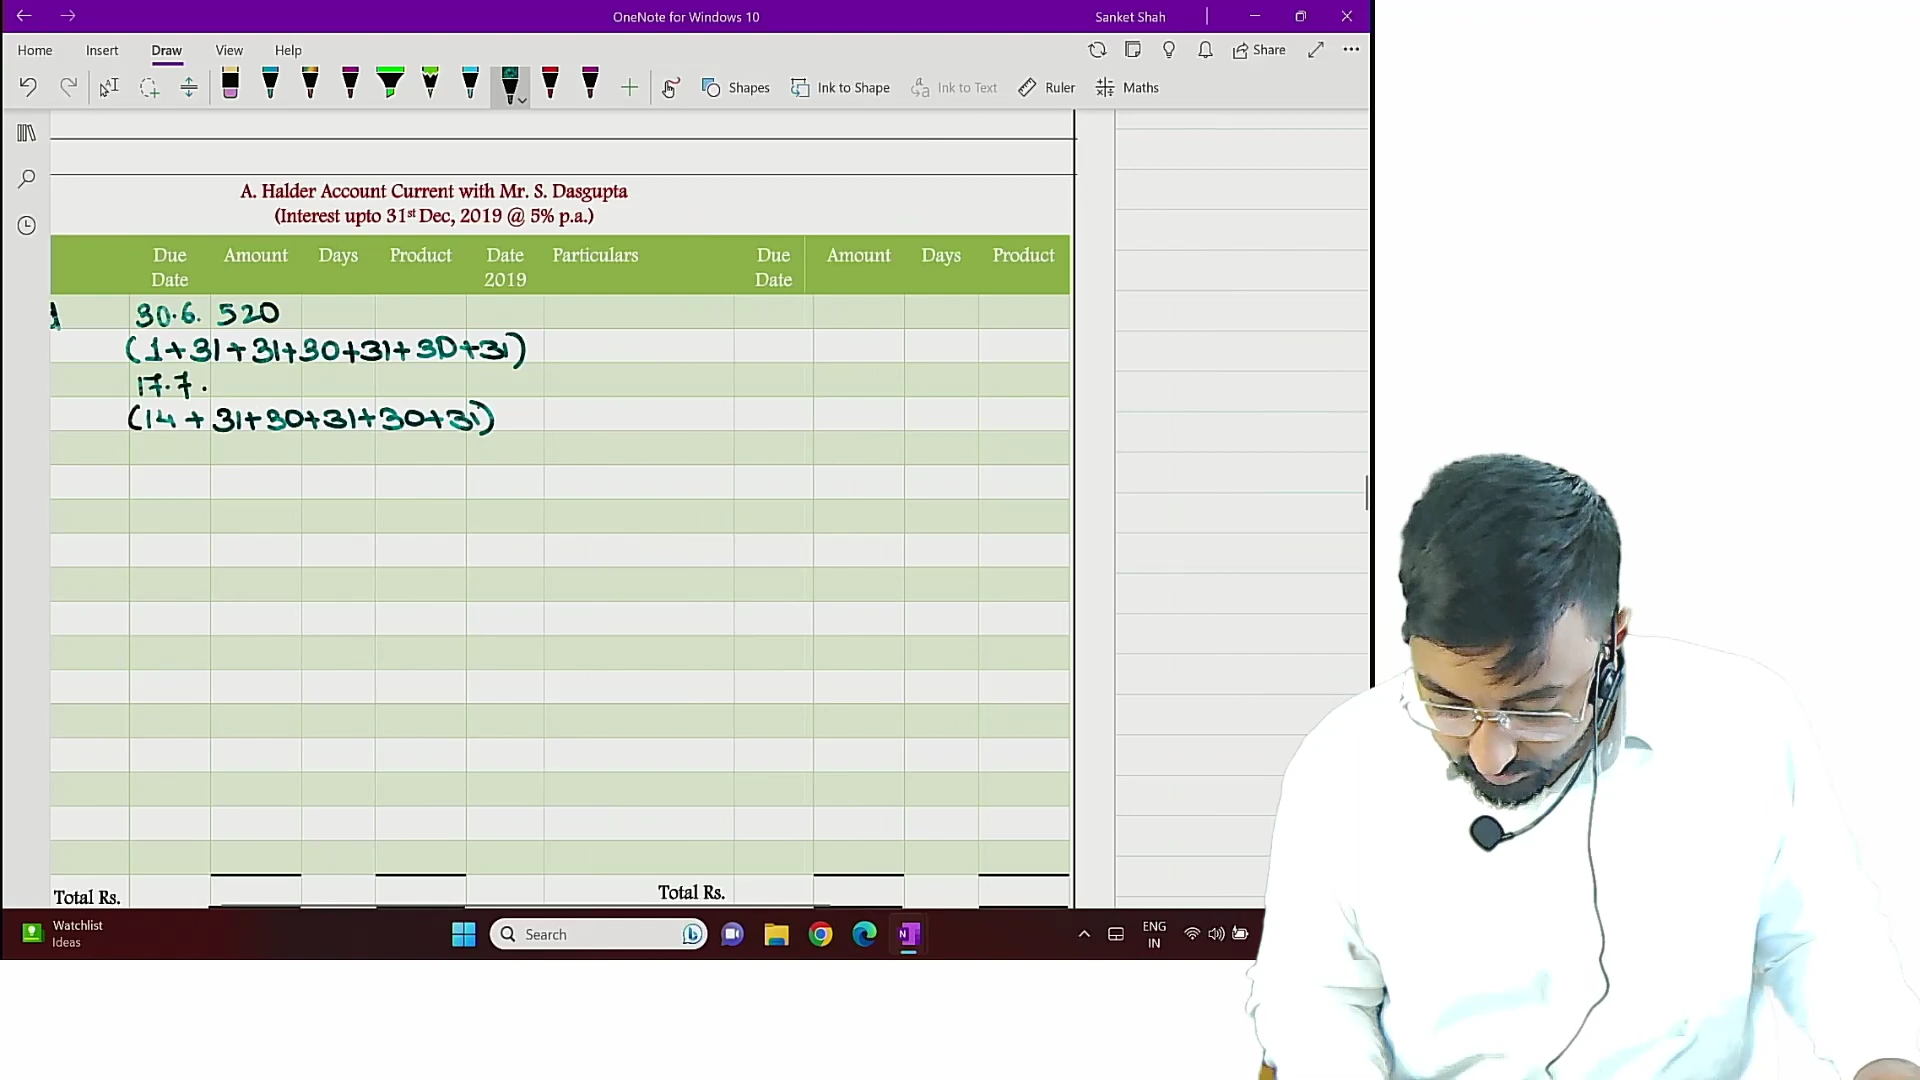 OneNote for Windows 10
Sanket Shah
Home Insert Draw View Help
Share
Shapes Ink to Shape Ink to Text Ruler Maths
A. Halder Account Current with Mr. S. Dasgupta
(Interest upto 31st Dec, 2019 @ 5% p.a.)
Due Date Amount Days Product Date 2019 Particulars Due Date Amount Days Product
30.6. 520
(1+31+31+30+31+30+31)
17.7.
(14+31+30+31+30+31)
Total Rs. Total Rs.
Watchlist
Ideas
Search
ENG
IN